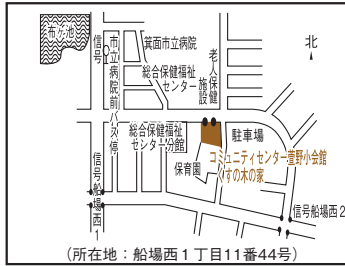 布ヶ池
信号
市立病院前バス停
箕面市立病院
総合保健福祉
センター
老人保健
施設
北
総合保健福祉
センター分館
駐車場
コミュニティセンター萱野小会館
くすの木の家
保育園
信号船場西1
信号船場西2
(所在地：船場西1丁目11番44号)